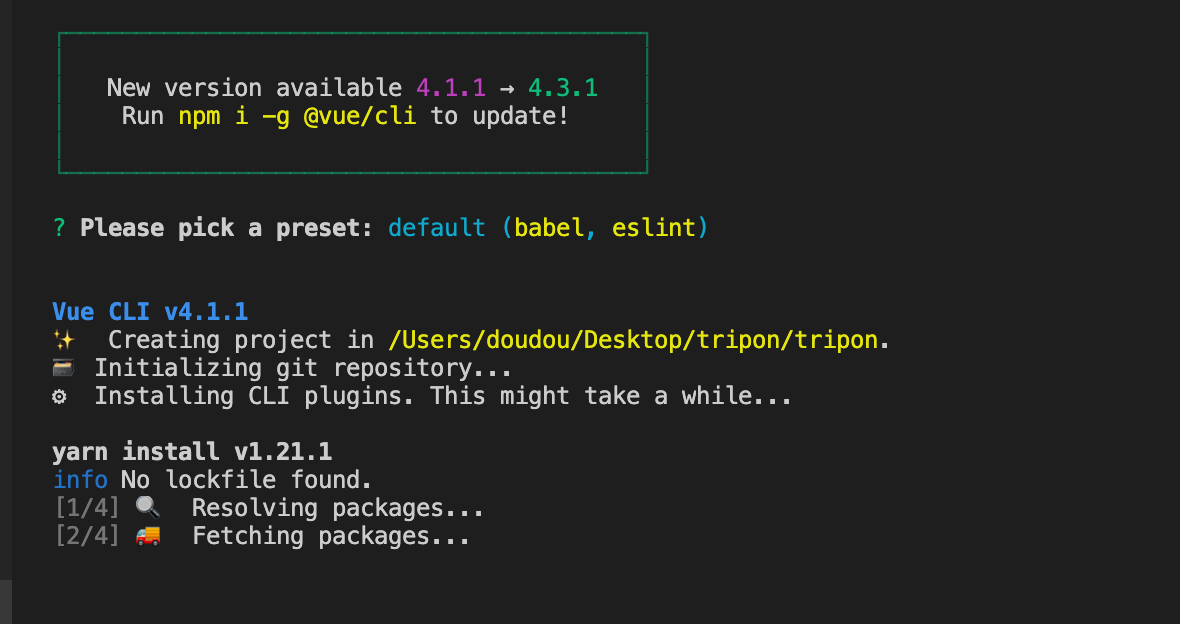 New version available 4.1.1 → 4.3.1
Run npm i -g @vue/cli to update!
? Please pick a preset: default (babel, eslint)
Vue CLI v4.1.1
✨ Creating project in /Users/doudou/Desktop/tripon/tripon.
🗃 Initializing git repository...
⚙ Installing CLI plugins. This might take a while...
yarn install v1.21.1
info No lockfile found.
[1/4] 🔍 Resolving packages...
[2/4] 🚚 Fetching packages...